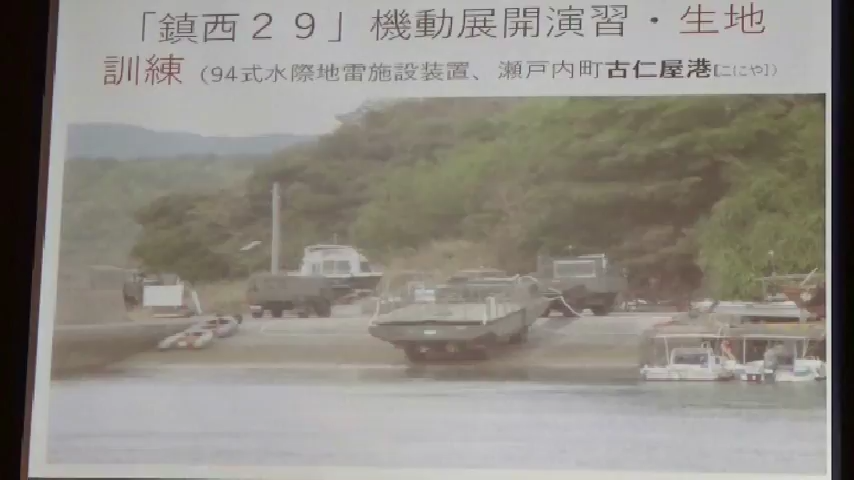 「鎮西２９」機動展開演習・生地
訓練（94式水際地雷施設装置、瀬戸内町古仁屋港[こにや]）